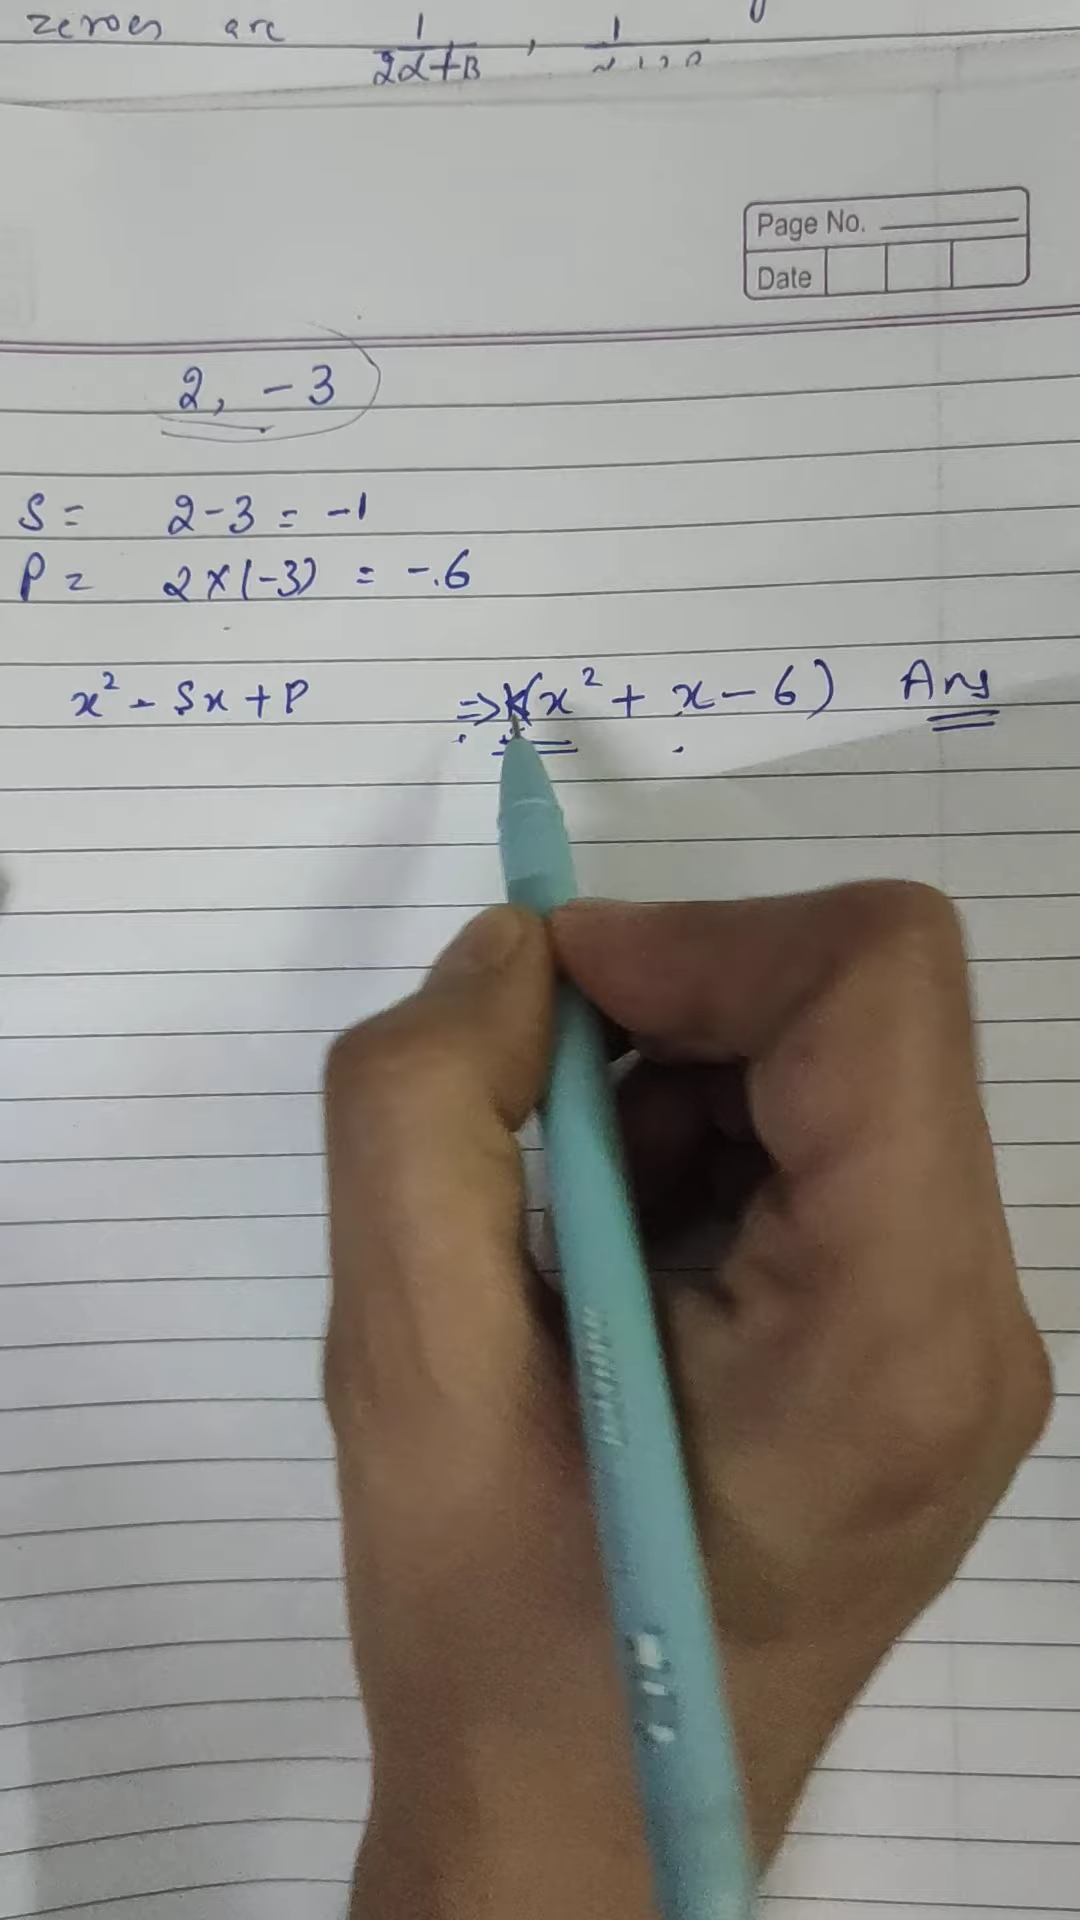 zeroes are 1/2α+β , 1/
Page No.
Date
2, -3
S = 2-3 = -1
P = 2×(-3) = -6
x² - Sx + P ⇒ K(x² + x - 6) Ans